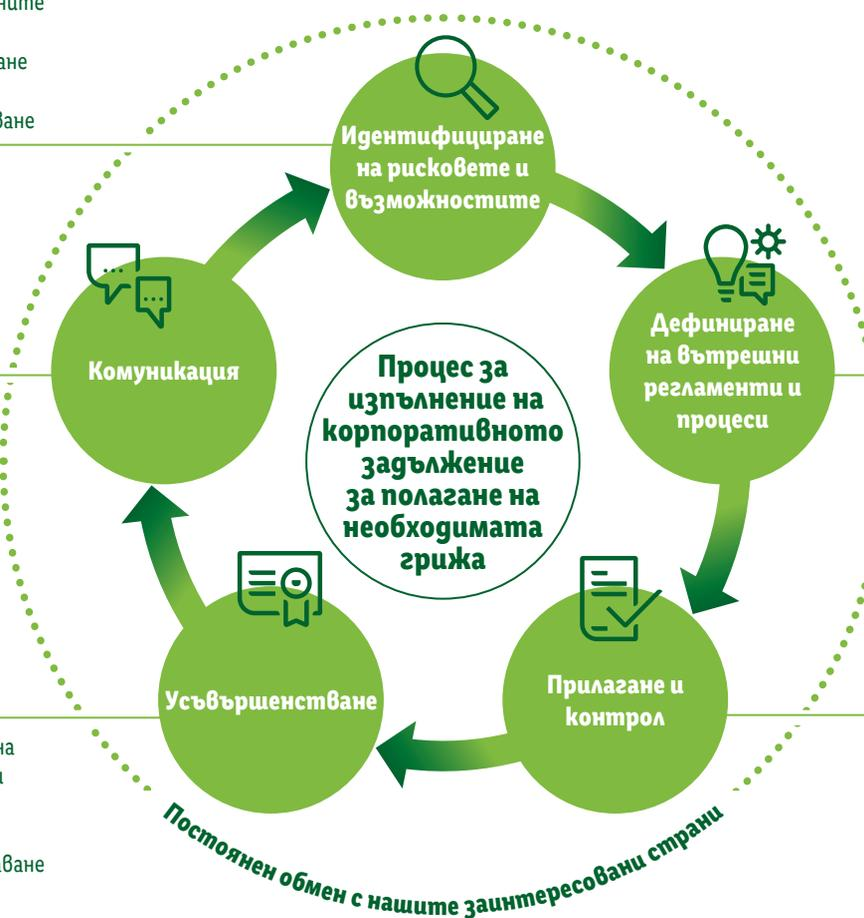 Идентифициране
на рисковете и
възможностите
Дефиниране
на вътрешни
регламенти и
процеси
Комуникация
Процес за
изпълнение на
корпоративното
задължение
за полагане на
необходимата
грижа
Усъвършенстване
Прилагане и
контрол
Постоянен обмен с нашите заинтересовани страни